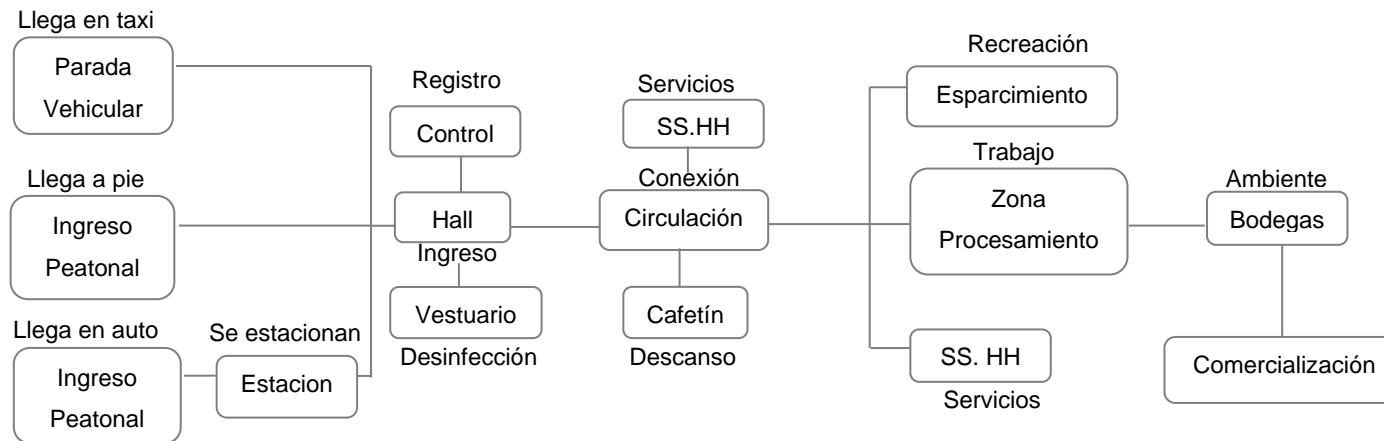 Llega en taxi
Parada
Vehicular
Llega a pie
Ingreso
Peatonal
Llega en auto
Ingreso
Peatonal
Se estacionan
Estacion
Registro
Control
Hall
Ingreso
Vestuario
Desinfección
Servicios
SS.HH
Conexión
Circulación
Cafetín
Descanso
Recreación
Esparcimiento
Trabajo
Zona
Procesamiento
SS. HH
Servicios
Ambiente
Bodegas
Comercialización